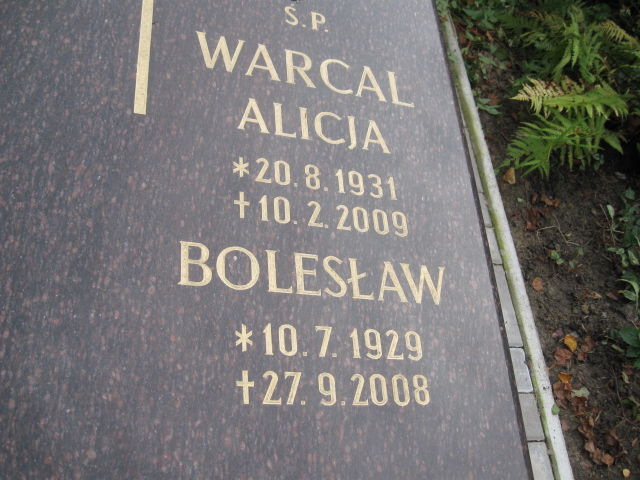 Ś.P.
WARCAL
ALICJA
*20.8.1931
†10.2.2009
BOLESŁAW
*10.7.1929
†27.9.2008